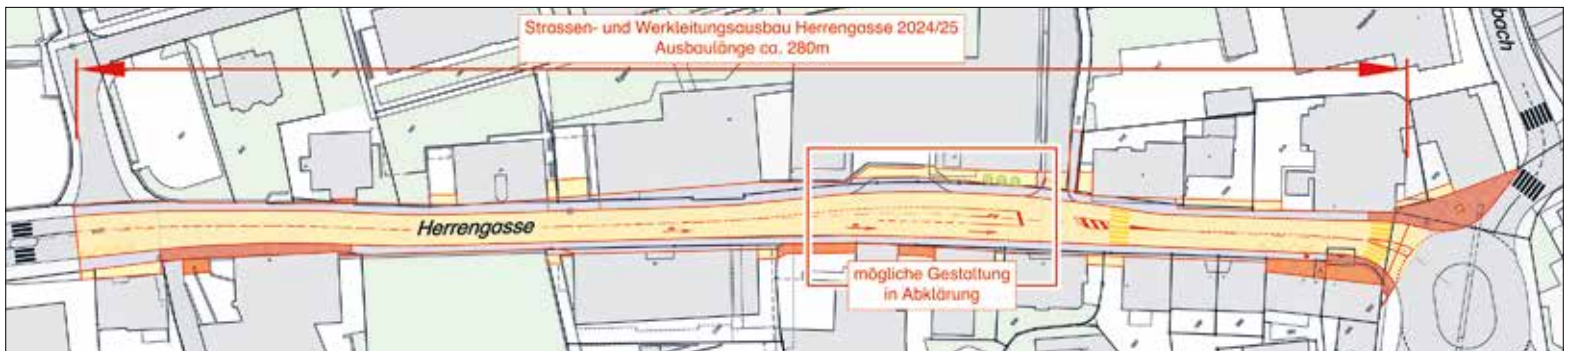 Strassen- und Werkleitungsausbau Herrengasse 2024/25
Ausbaulänge ca. 280m
bach
Herrengasse
mögliche Gestaltung
in Abklärung